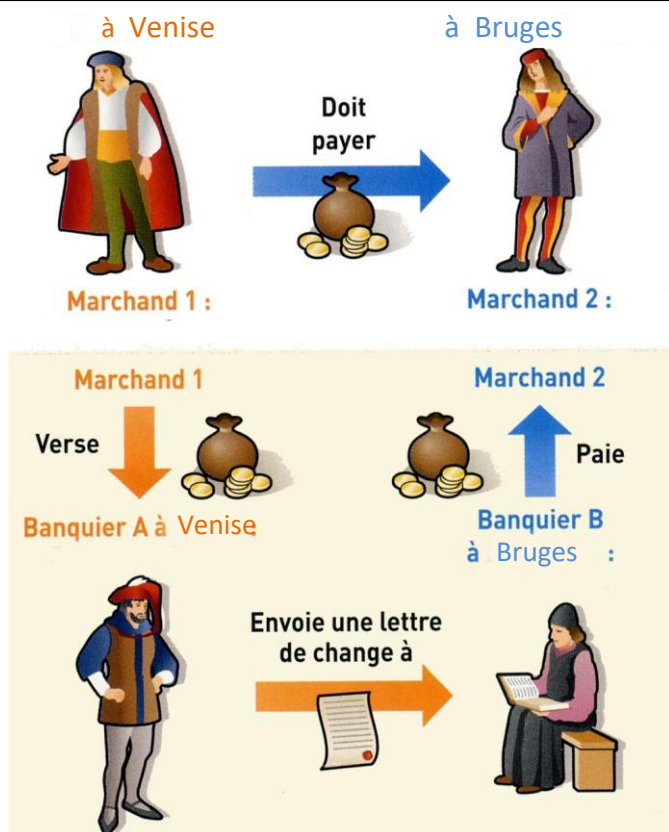 à Venise
à Bruges
Doit
payer
Marchand 1 :
Marchand 2 :
Marchand 1
Marchand 2
Verse
Paie
Banquier A à Venise:
Banquier B
à Bruges :
Envoie une lettre
de change à